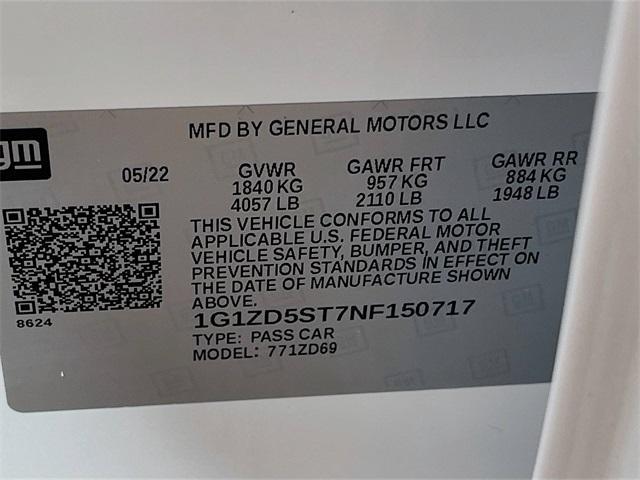 gm
MFD BY GENERAL MOTORS LLC
05/22
GVWR
1840 KG
4057 LB
GAWR FRT
957 KG
2110 LB
GAWR RR
884 KG
1948 LB
THIS VEHICLE CONFORMS TO ALL
APPLICABLE U.S. FEDERAL MOTOR
VEHICLE SAFETY, BUMPER, AND THEFT
PREVENTION STANDARDS IN EFFECT ON
THE DATE OF MANUFACTURE SHOWN
ABOVE.
8624
1G1ZD5ST7NF150717
TYPE: PASS CAR
MODEL: 771ZD69